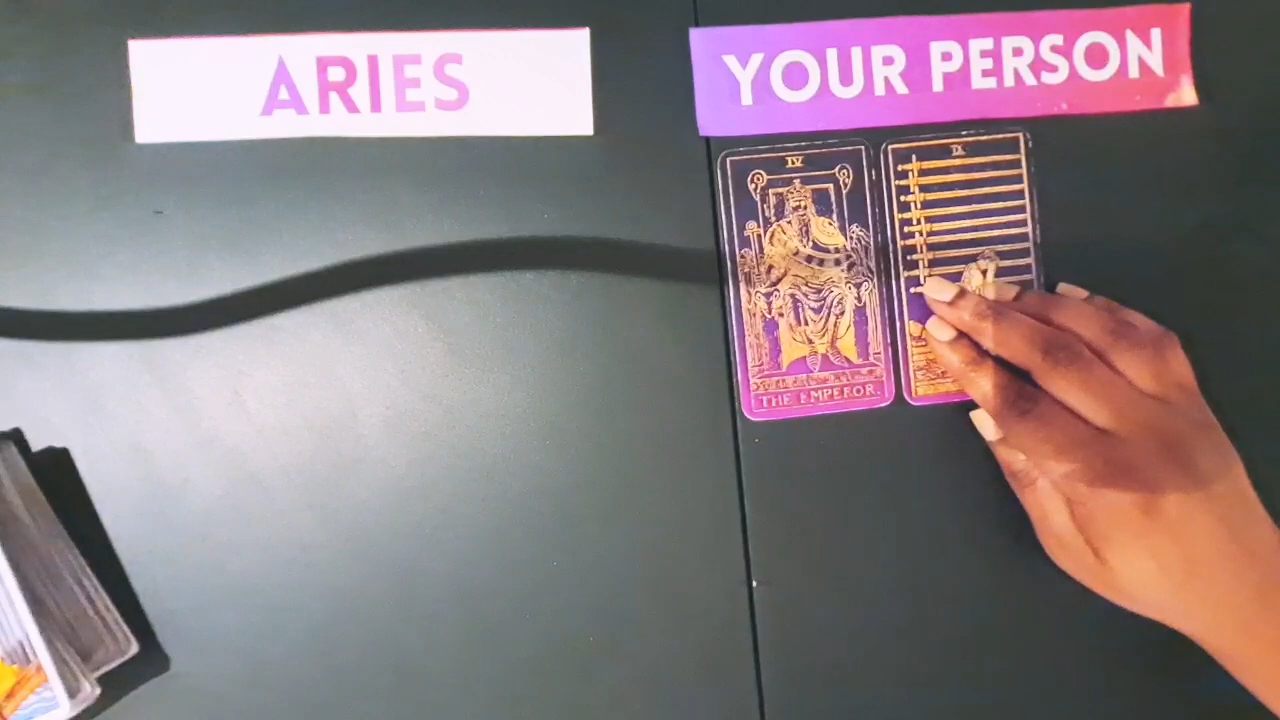 ARIES
YOUR PERSON
IV
IX
THE EMPEROR.